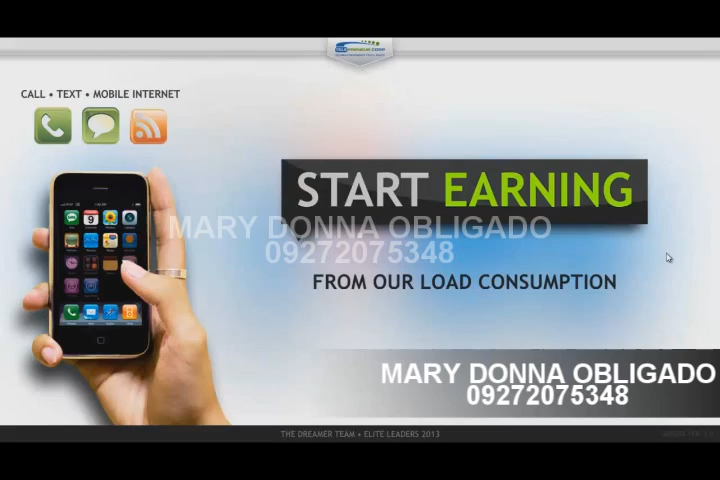 CALL • TEXT • MOBILE INTERNET
START EARNING
MARY DONNA OBLIGADO
09272075348
FROM OUR LOAD CONSUMPTION
MARY DONNA OBLIGADO
09272075348
THE DREAMER TEAM • ELITE LEADERS 2013